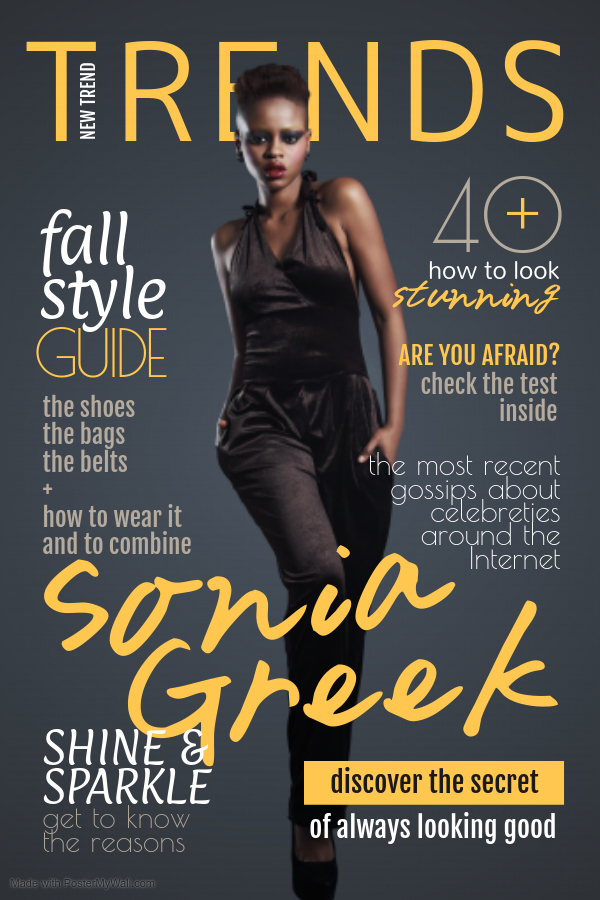 TRENDS
NEW TREND
40+
how to look
stunning
fall
style
GUIDE
ARE YOU AFRAID?
check the test
inside
the shoes
the bags
the belts
+
how to wear it
and to combine
the most recent
gossips about
celebreties
around the
Internet
Sonia
Greek
SHINE &
SPARKLE
get to know
the reasons
discover the secret
of always looking good
Made with PosterMyWall.com